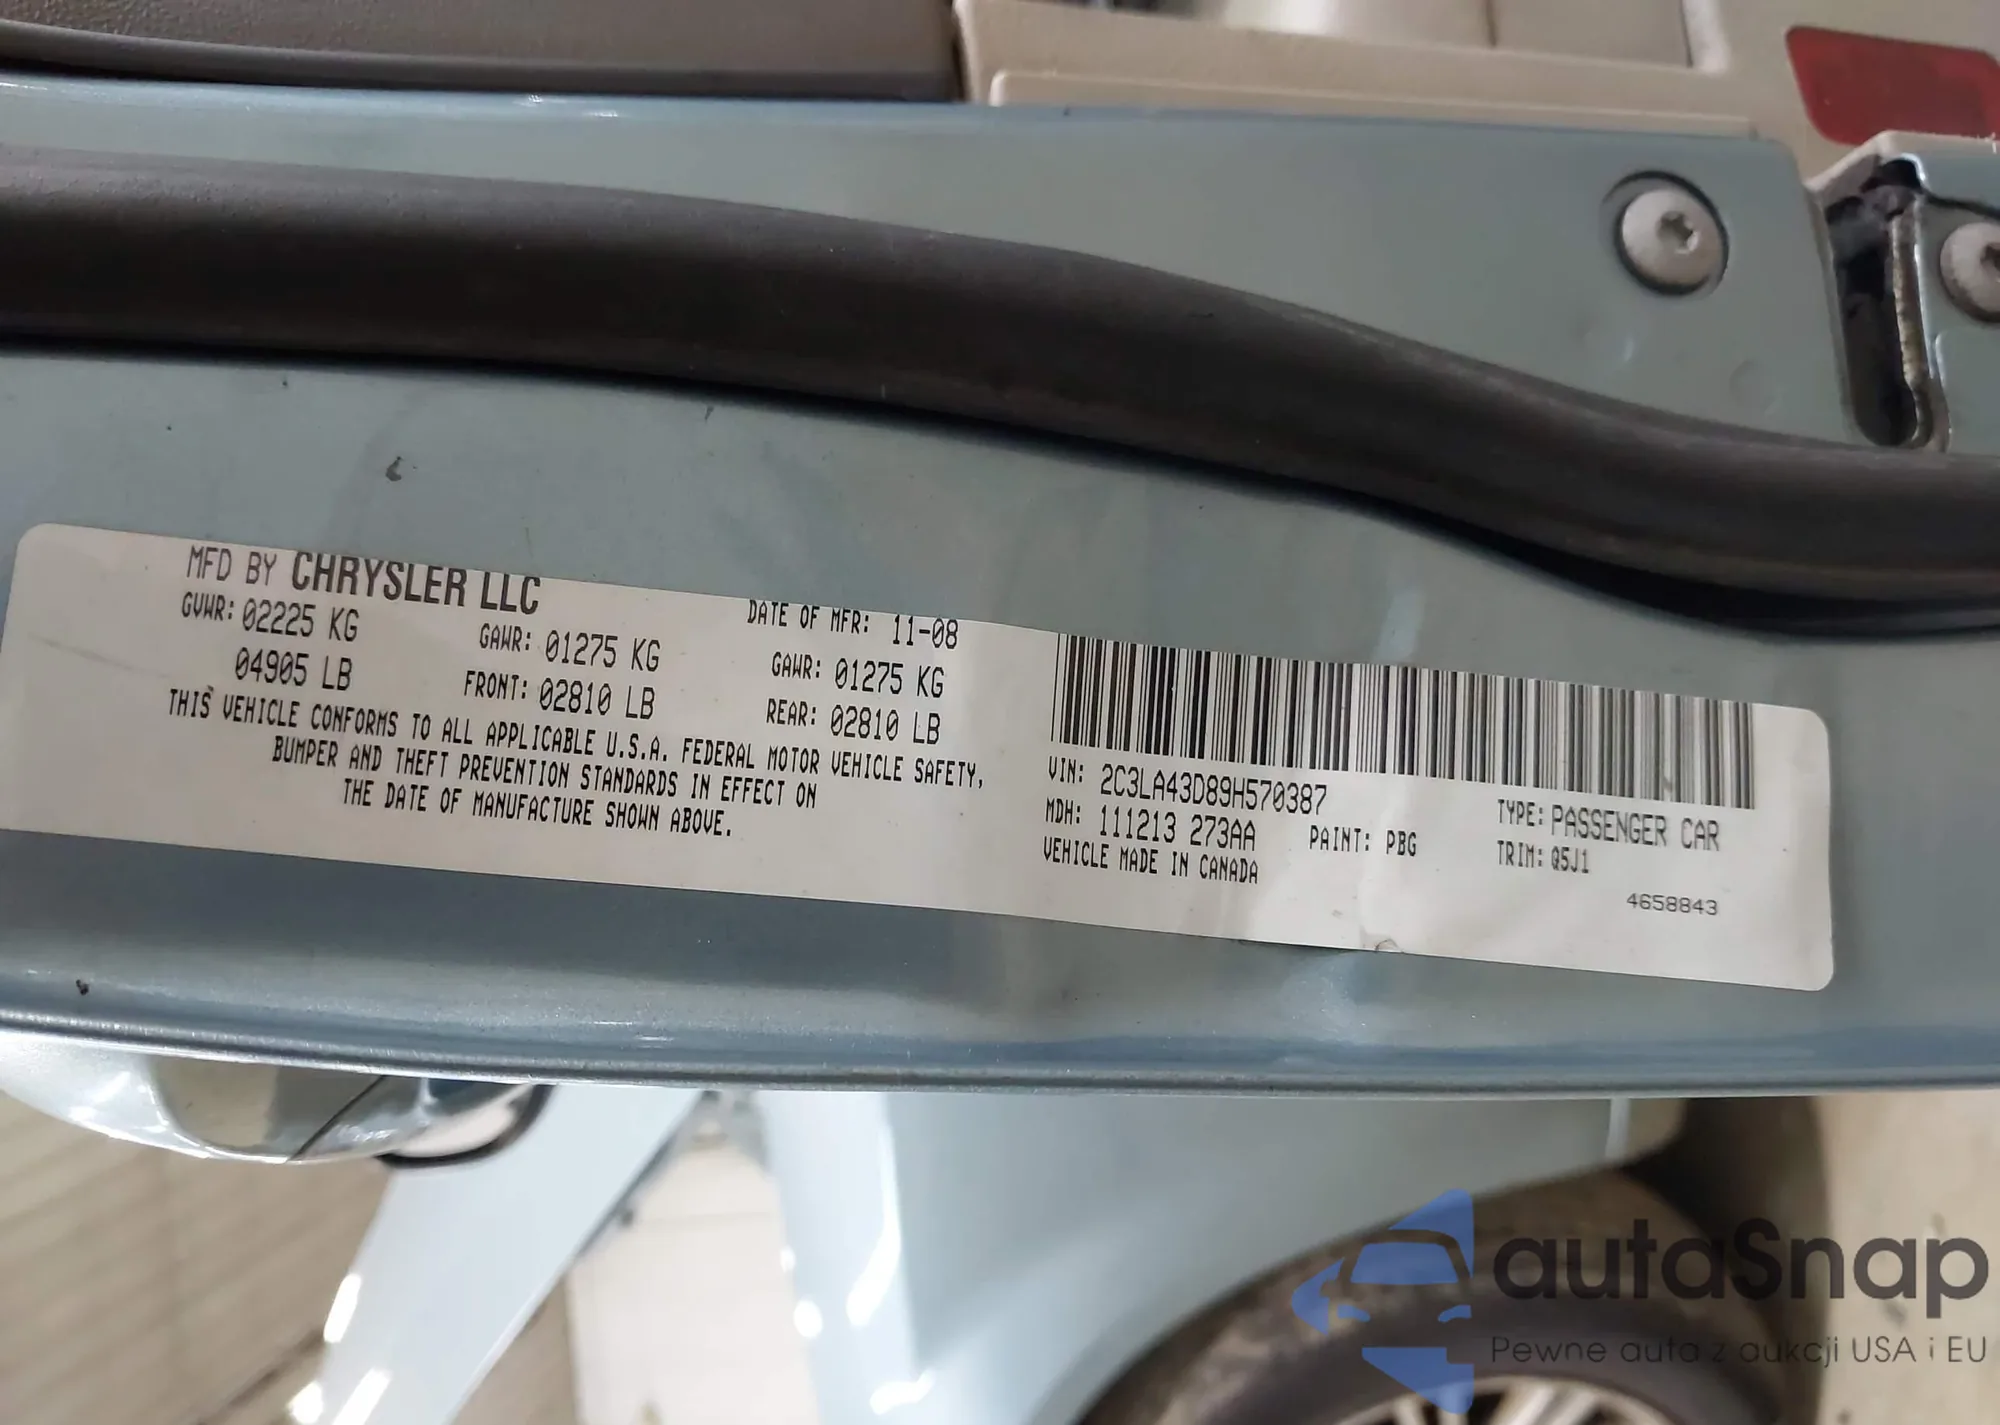 MFD BY CHRYSLER LLC
DATE OF MFR: 11-08
GVWR: 02225 KG
04905 LB
GAWR: 01275 KG
FRONT: 02810 LB
GAWR: 01275 KG
REAR: 02810 LB
THIS VEHICLE CONFORMS TO ALL APPLICABLE U.S.A. FEDERAL MOTOR VEHICLE SAFETY,
BUMPER AND THEFT PREVENTION STANDARDS IN EFFECT ON
THE DATE OF MANUFACTURE SHOWN ABOVE.
VIN: 2C3LA43D89H570387
TYPE: PASSENGER CAR
MDH: 111213 273AA
PAINT: PBG
TRIM: Q5J1
VEHICLE MADE IN CANADA
4658843
autaSnap
Pewne auta z aukcji USA i EU